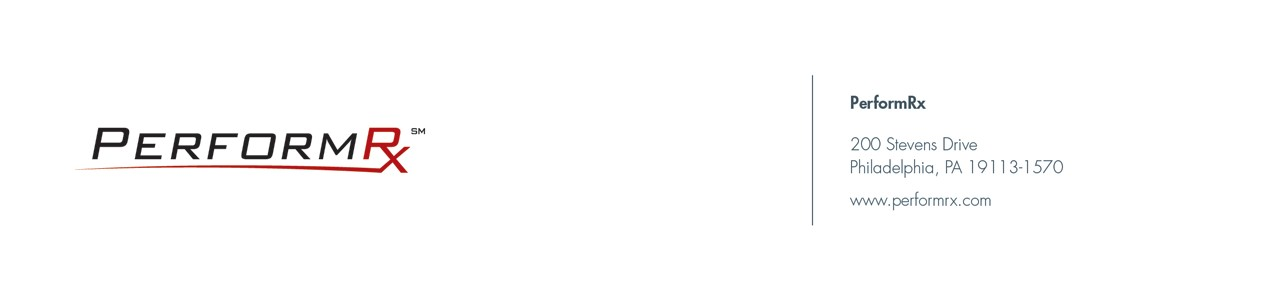 PERFORMRx SM
PerformRx
200 Stevens Drive
Philadelphia, PA 19113-1570
www.performrx.com